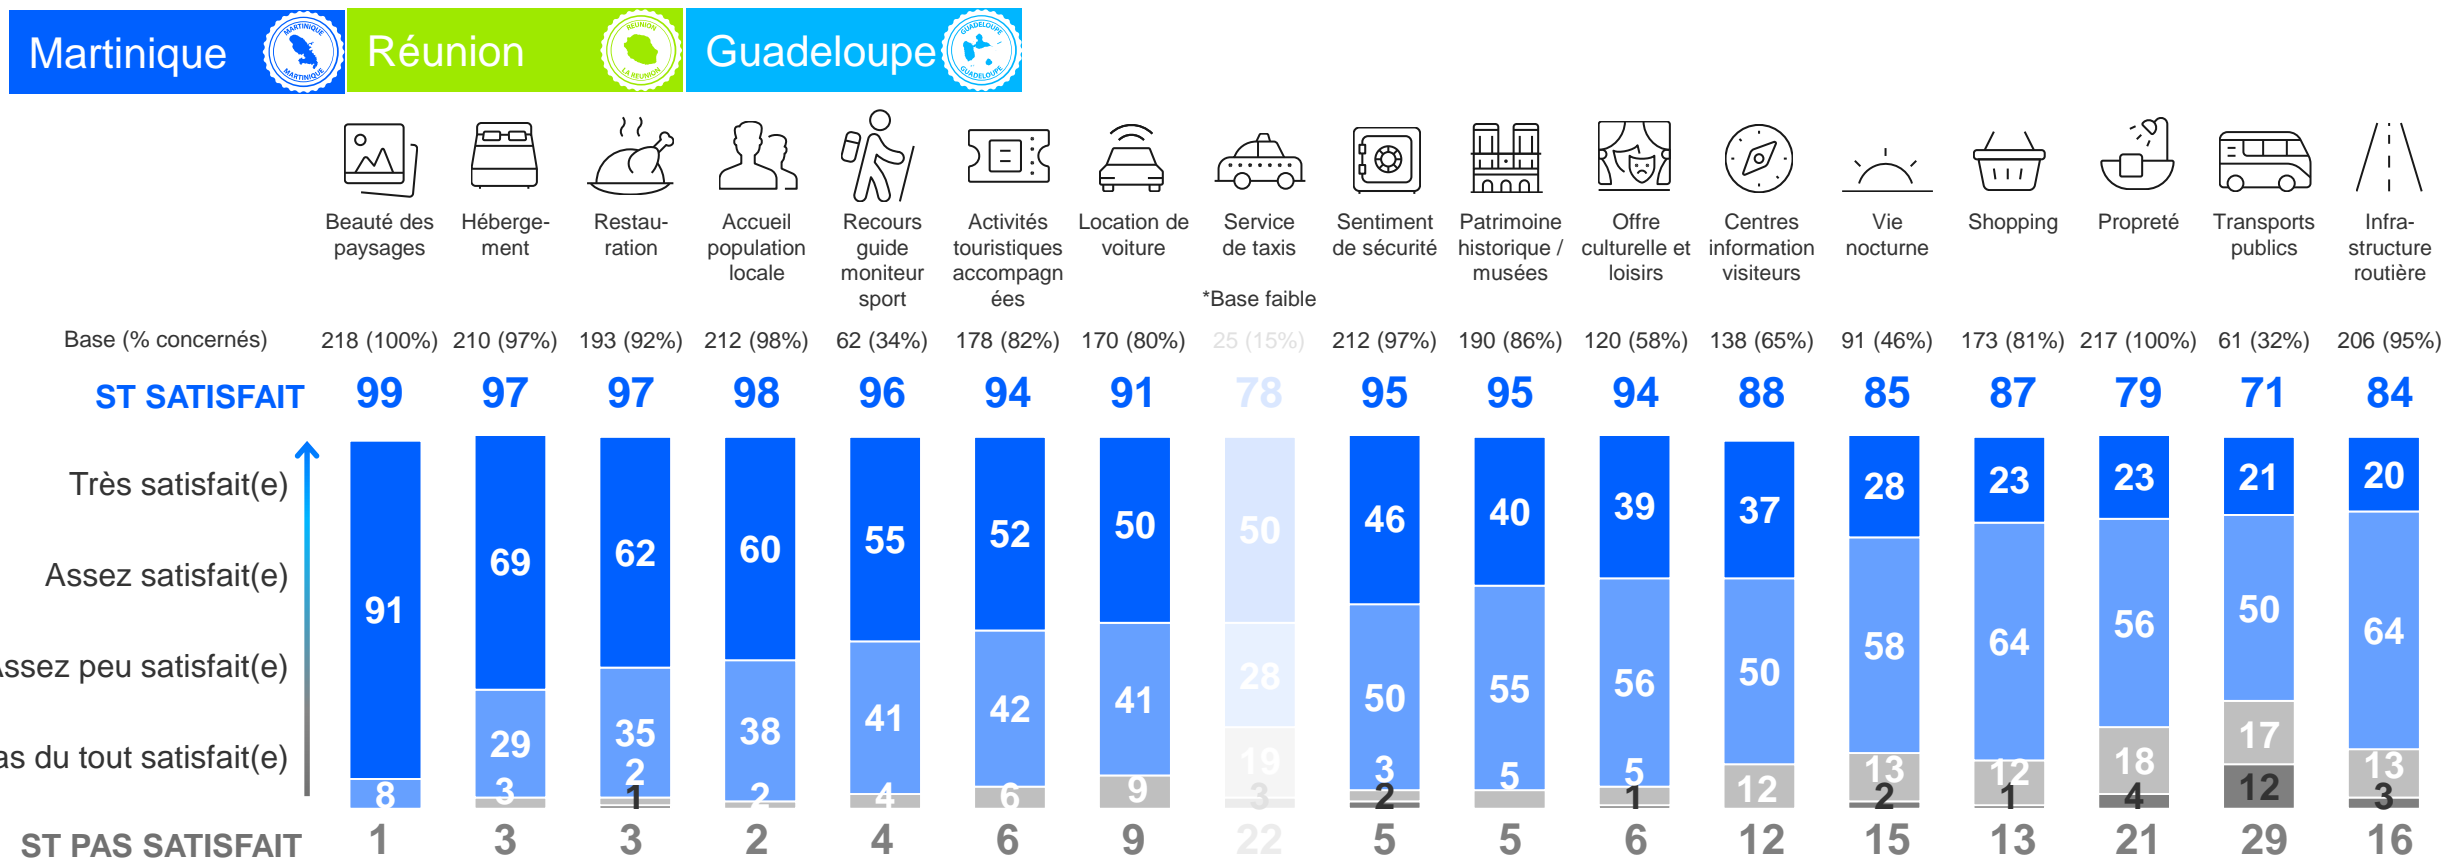 Martinique
MARTINIQUE
MARTINIQUE
Réunion
REUNION
LA REUNION
Guadeloupe
GUADELOUPE
GUADELOUPE
Beauté des
paysages
Héberge-
ment
Restau-
ration
Accueil
population
locale
Recours
guide
moniteur
sport
Activités
touristiques
accompagn
ées
Location de
voiture
Service
de taxis
*Base faible
Sentiment
de sécurité
Patrimoine
historique /
musées
Offre
culturelle et
loisirs
Centres
information
visiteurs
Vie
nocturne
Shopping
Propreté
Transports
publics
Infra-
structure
routière
Base (% concernés) 218 (100%) 210 (97%) 193 (92%) 212 (98%) 62 (34%) 178 (82%) 170 (80%) 25 (15%) 212 (97%) 190 (86%) 120 (58%) 138 (65%) 91 (46%) 173 (81%) 217 (100%) 61 (32%) 206 (95%)
ST SATISFAIT 99 97 97 98 96 94 91 78 95 95 94 88 85 87 79 71 84
Très satisfait(e) 91 69 62 60 55 52 50 50 46 40 39 37 28 23 23 21 20
Assez satisfait(e) 8 29 35 38 41 42 41 28 50 55 56 50 58 64 56 50 64
Assez peu satisfait(e) 3 2 2 4 6 9 19 3 5 5 12 13 12 18 17 13
as du tout satisfait(e) 1 3 2 1 2 1 4 12 3
ST PAS SATISFAIT 1 3 3 2 4 6 9 22 5 5 6 12 15 13 21 29 16